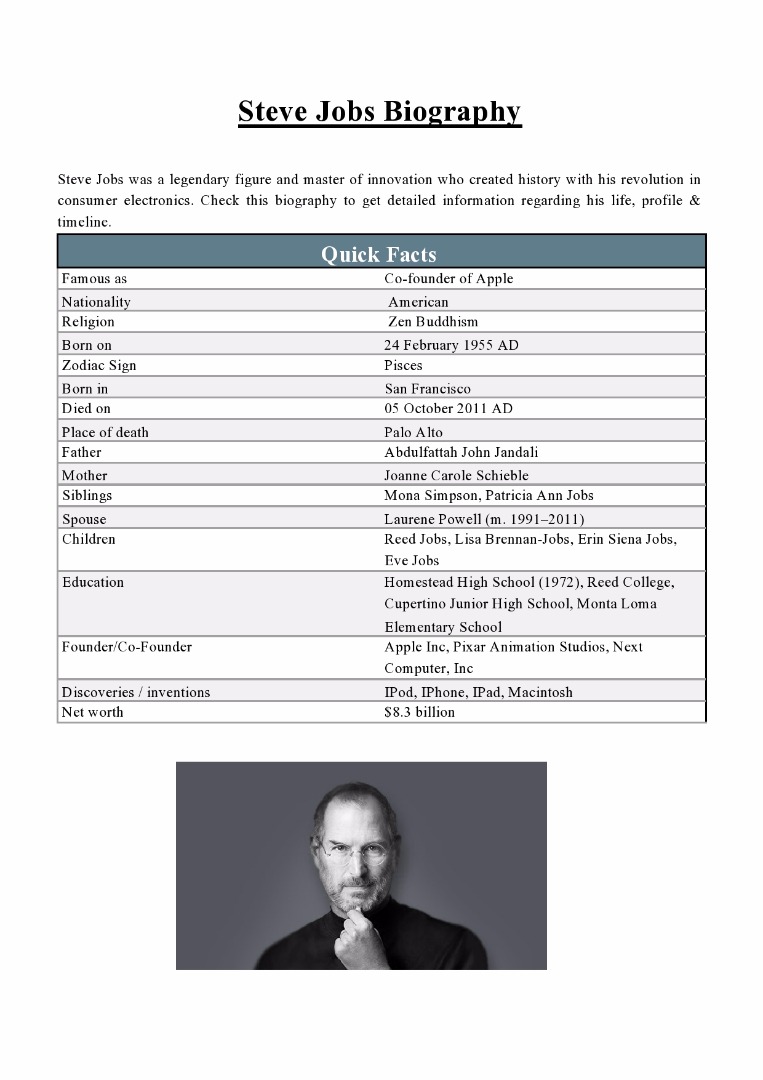 Steve Jobs Biography
Steve Jobs was a legendary figure and master of innovation who created history with his revolution in
consumer electronics. Check this biography to get detailed information regarding his life, profile &
timeline.
Quick Facts
Famous as Co-founder of Apple
Nationality American
Religion Zen Buddhism
Born on 24 February 1955 AD
Zodiac Sign Pisces
Born in San Francisco
Died on 05 October 2011 AD
Place of death Palo Alto
Father Abdulfattah John Jandali
Mother Joanne Carole Schieble
Siblings Mona Simpson, Patricia Ann Jobs
Spouse Laurene Powell (m. 1991–2011)
Children Reed Jobs, Lisa Brennan-Jobs, Erin Siena Jobs,
Eve Jobs
Education Homestead High School (1972), Reed College,
Cupertino Junior High School, Monta Loma
Elementary School
Founder/Co-Founder Apple Inc, Pixar Animation Studios, Next
Computer, Inc
Discoveries / inventions IPod, IPhone, IPad, Macintosh
Net worth $8.3 billion